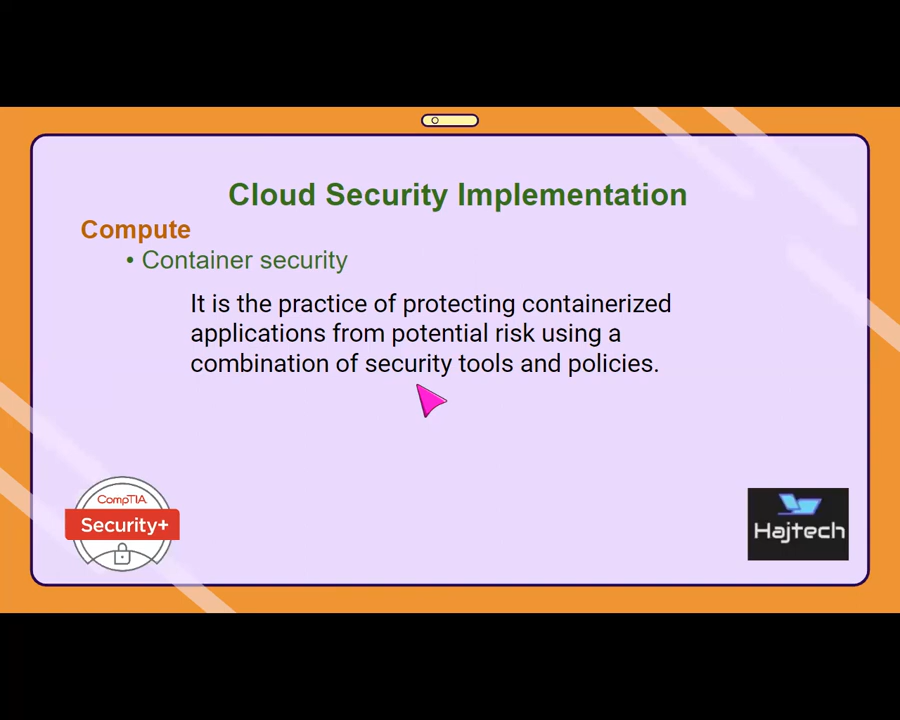 Cloud Security Implementation
Compute
• Container security
It is the practice of protecting containerized
applications from potential risk using a
combination of security tools and policies.
CompTIA
Security+
Hajtech